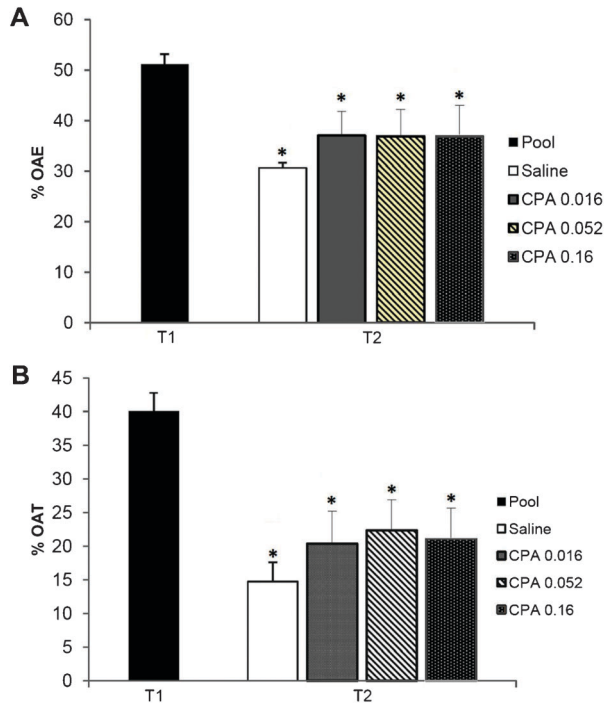 A
60
50
40
30
20
10
0
% OAE
*
*
*
*
T1
T2
Pool
Saline
CPA 0.016
CPA 0.052
CPA 0.16
B
45
40
35
30
25
20
15
10
5
0
% OAT
*
*
*
*
T1
T2
Pool
Saline
CPA 0.016
CPA 0.052
CPA 0.16